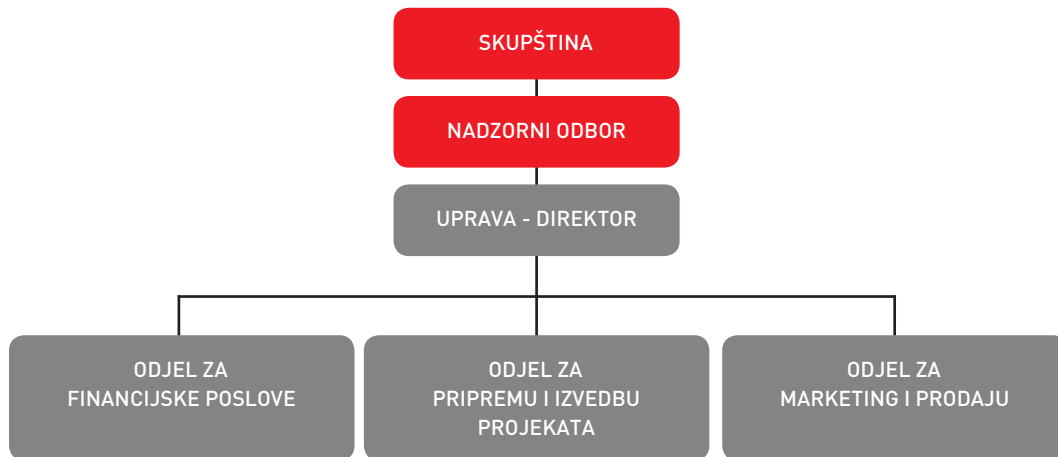 SKUPŠTINA
NADZORNI ODBOR
UPRAVA - DIREKTOR
ODJEL ZA
FINANCIJSKE POSLOVE
ODJEL ZA
PRIPREMU I IZVEDBU
PROJEKATA
ODJEL ZA
MARKETING I PRODAJU